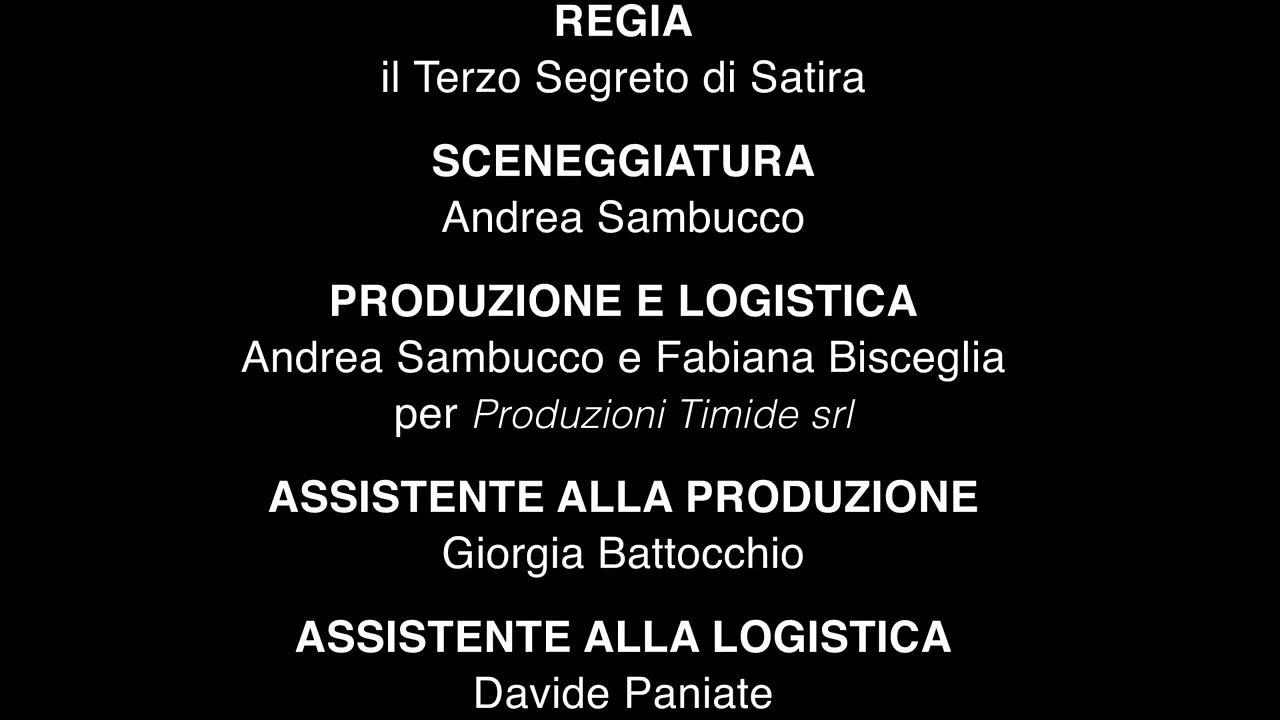 REGIA
il Terzo Segreto di Satira
SCENEGGIATURA
Andrea Sambucco
PRODUZIONE E LOGISTICA
Andrea Sambucco e Fabiana Bisceglia
per Produzioni Timide srl
ASSISTENTE ALLA PRODUZIONE
Giorgia Battocchio
ASSISTENTE ALLA LOGISTICA
Davide Paniate